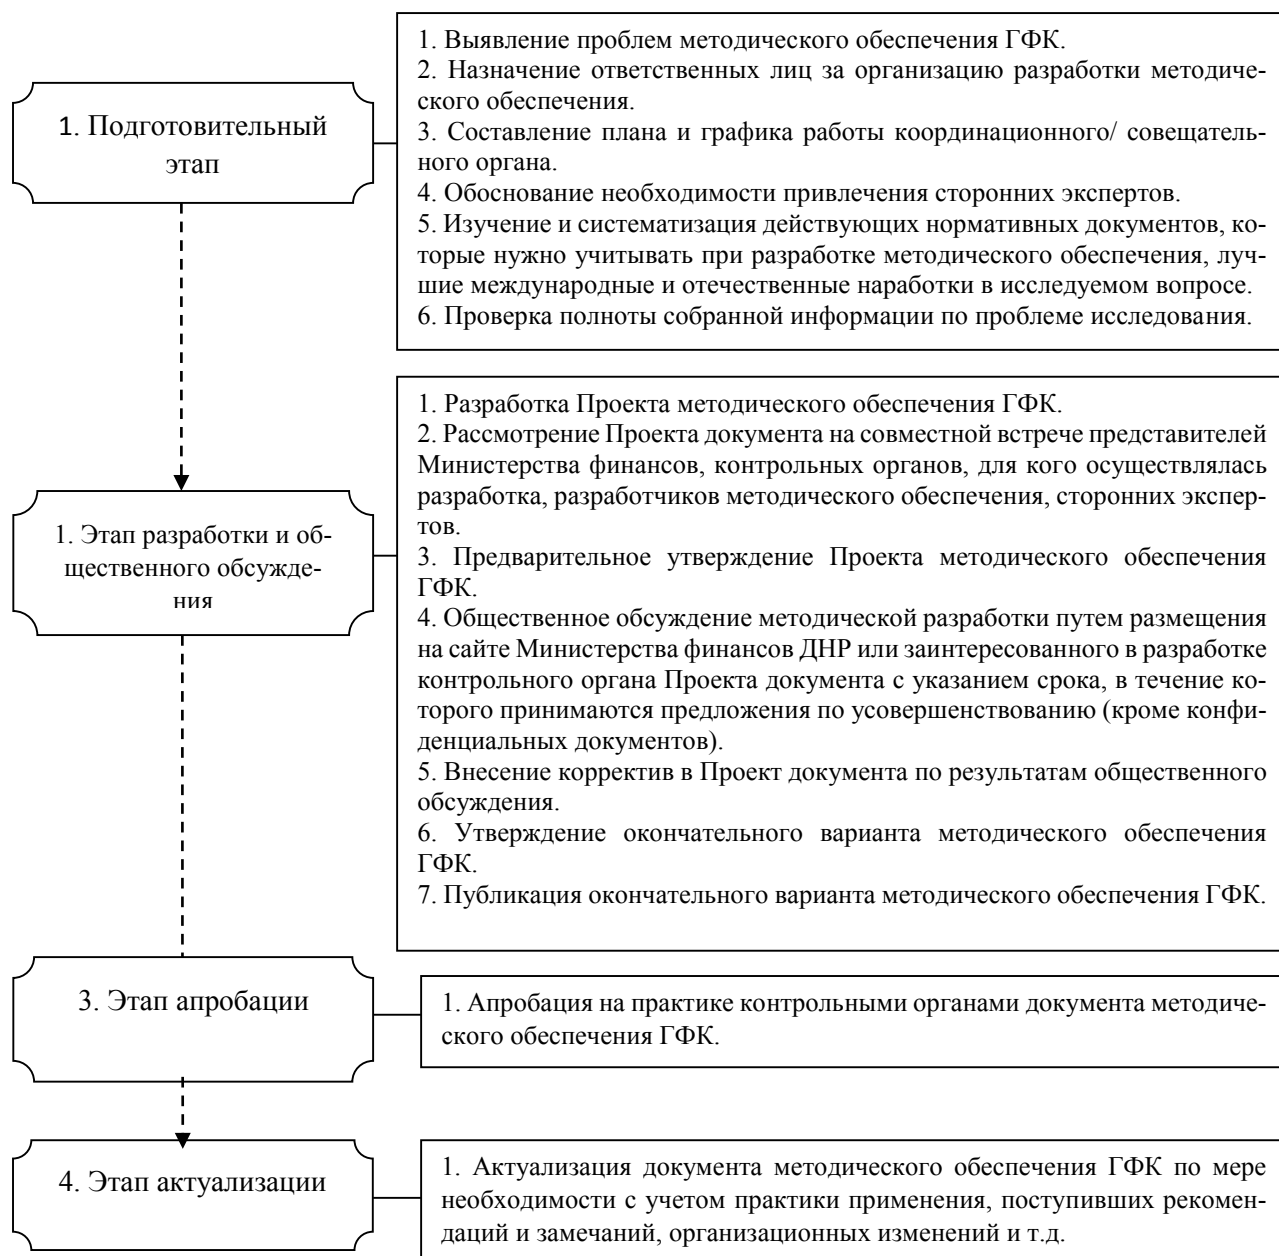 1. Подготовительный
этап
1. Выявление проблем методического обеспечения ГФК.
2. Назначение ответственных лиц за организацию разработки методиче-
ского обеспечения.
3. Составление плана и графика работы координационного/ совещатель-
ного органа.
4. Обоснование необходимости привлечения сторонних экспертов.
5. Изучение и систематизация действующих нормативных документов, ко-
торые нужно учитывать при разработке методического обеспечения, луч-
шие международные и отечественные наработки в исследуемом вопросе.
6. Проверка полноты собранной информации по проблеме исследования.
1. Этап разработки и об-
щественного обсужде-
ния
1. Разработка Проекта методического обеспечения ГФК.
2. Рассмотрение Проекта документа на совместной встрече представителей
Министерства финансов, контрольных органов, для кого осуществлялась
разработка, разработчиков методического обеспечения, сторонних экспер-
тов.
3. Предварительное утверждение Проекта методического обеспечения
ГФК.
4. Общественное обсуждение методической разработки путем размещения
на сайте Министерства финансов ДНР или заинтересованного в разработке
контрольного органа Проекта документа с указанием срока, в течение ко-
торого принимаются предложения по усовершенствованию (кроме конфи-
денциальных документов).
5. Внесение корректив в Проект документа по результатам общественного
обсуждения.
6. Утверждение окончательного варианта методического обеспечения
ГФК.
7. Публикация окончательного варианта методического обеспечения ГФК.
3. Этап апробации
1. Апробация на практике контрольными органами документа методиче-
ского обеспечения ГФК.
4. Этап актуализации
1. Актуализация документа методического обеспечения ГФК по мере
необходимости с учетом практики применения, поступивших рекомен-
даций и замечаний, организационных изменений и т.д.